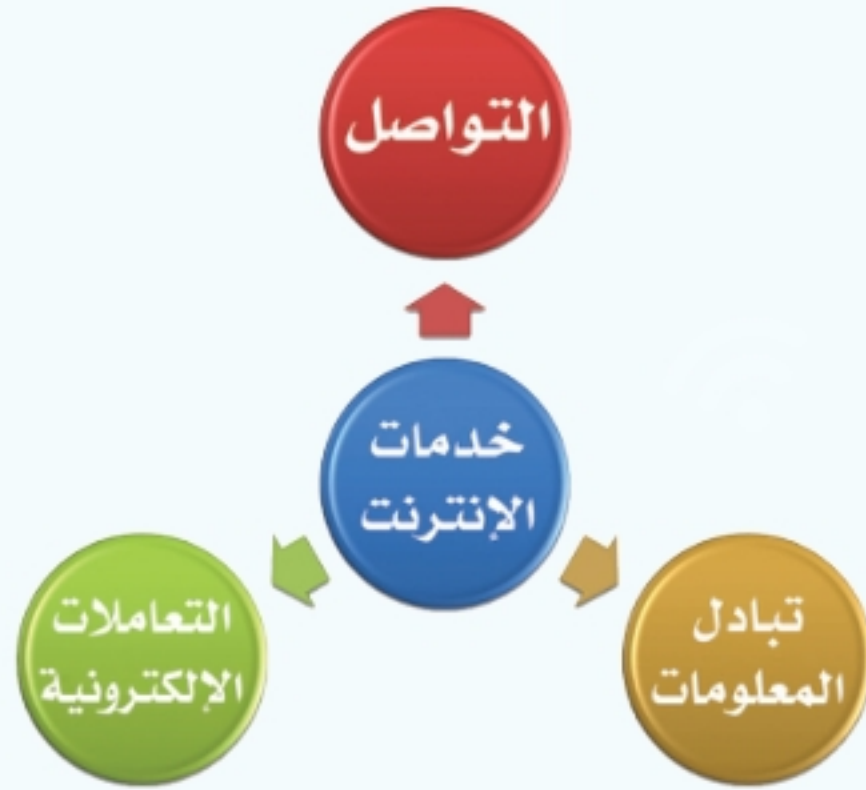 التواصل
خدمات
الإنترنت
تبادل
المعلومات
التعاملات
الإلكترونية